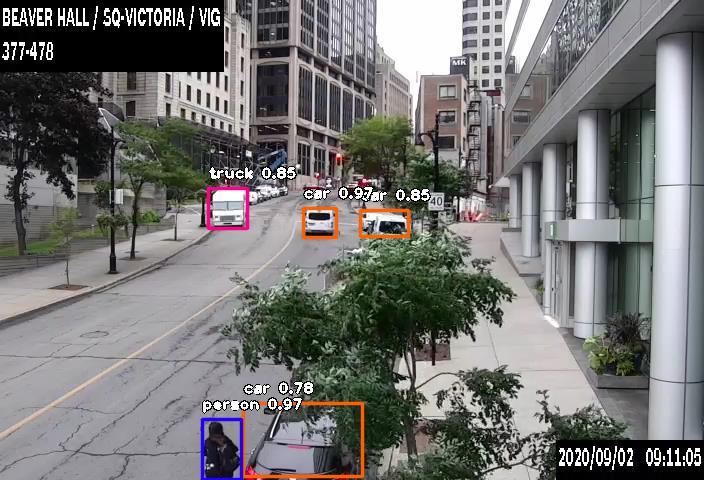 BEAVER HALL / SQ-VICTORIA / VIG
377-478
MK
truck 0.85
car 0.97
car 0.85
40
car 0.78
person 0.97
2020/09/02 09:11:05